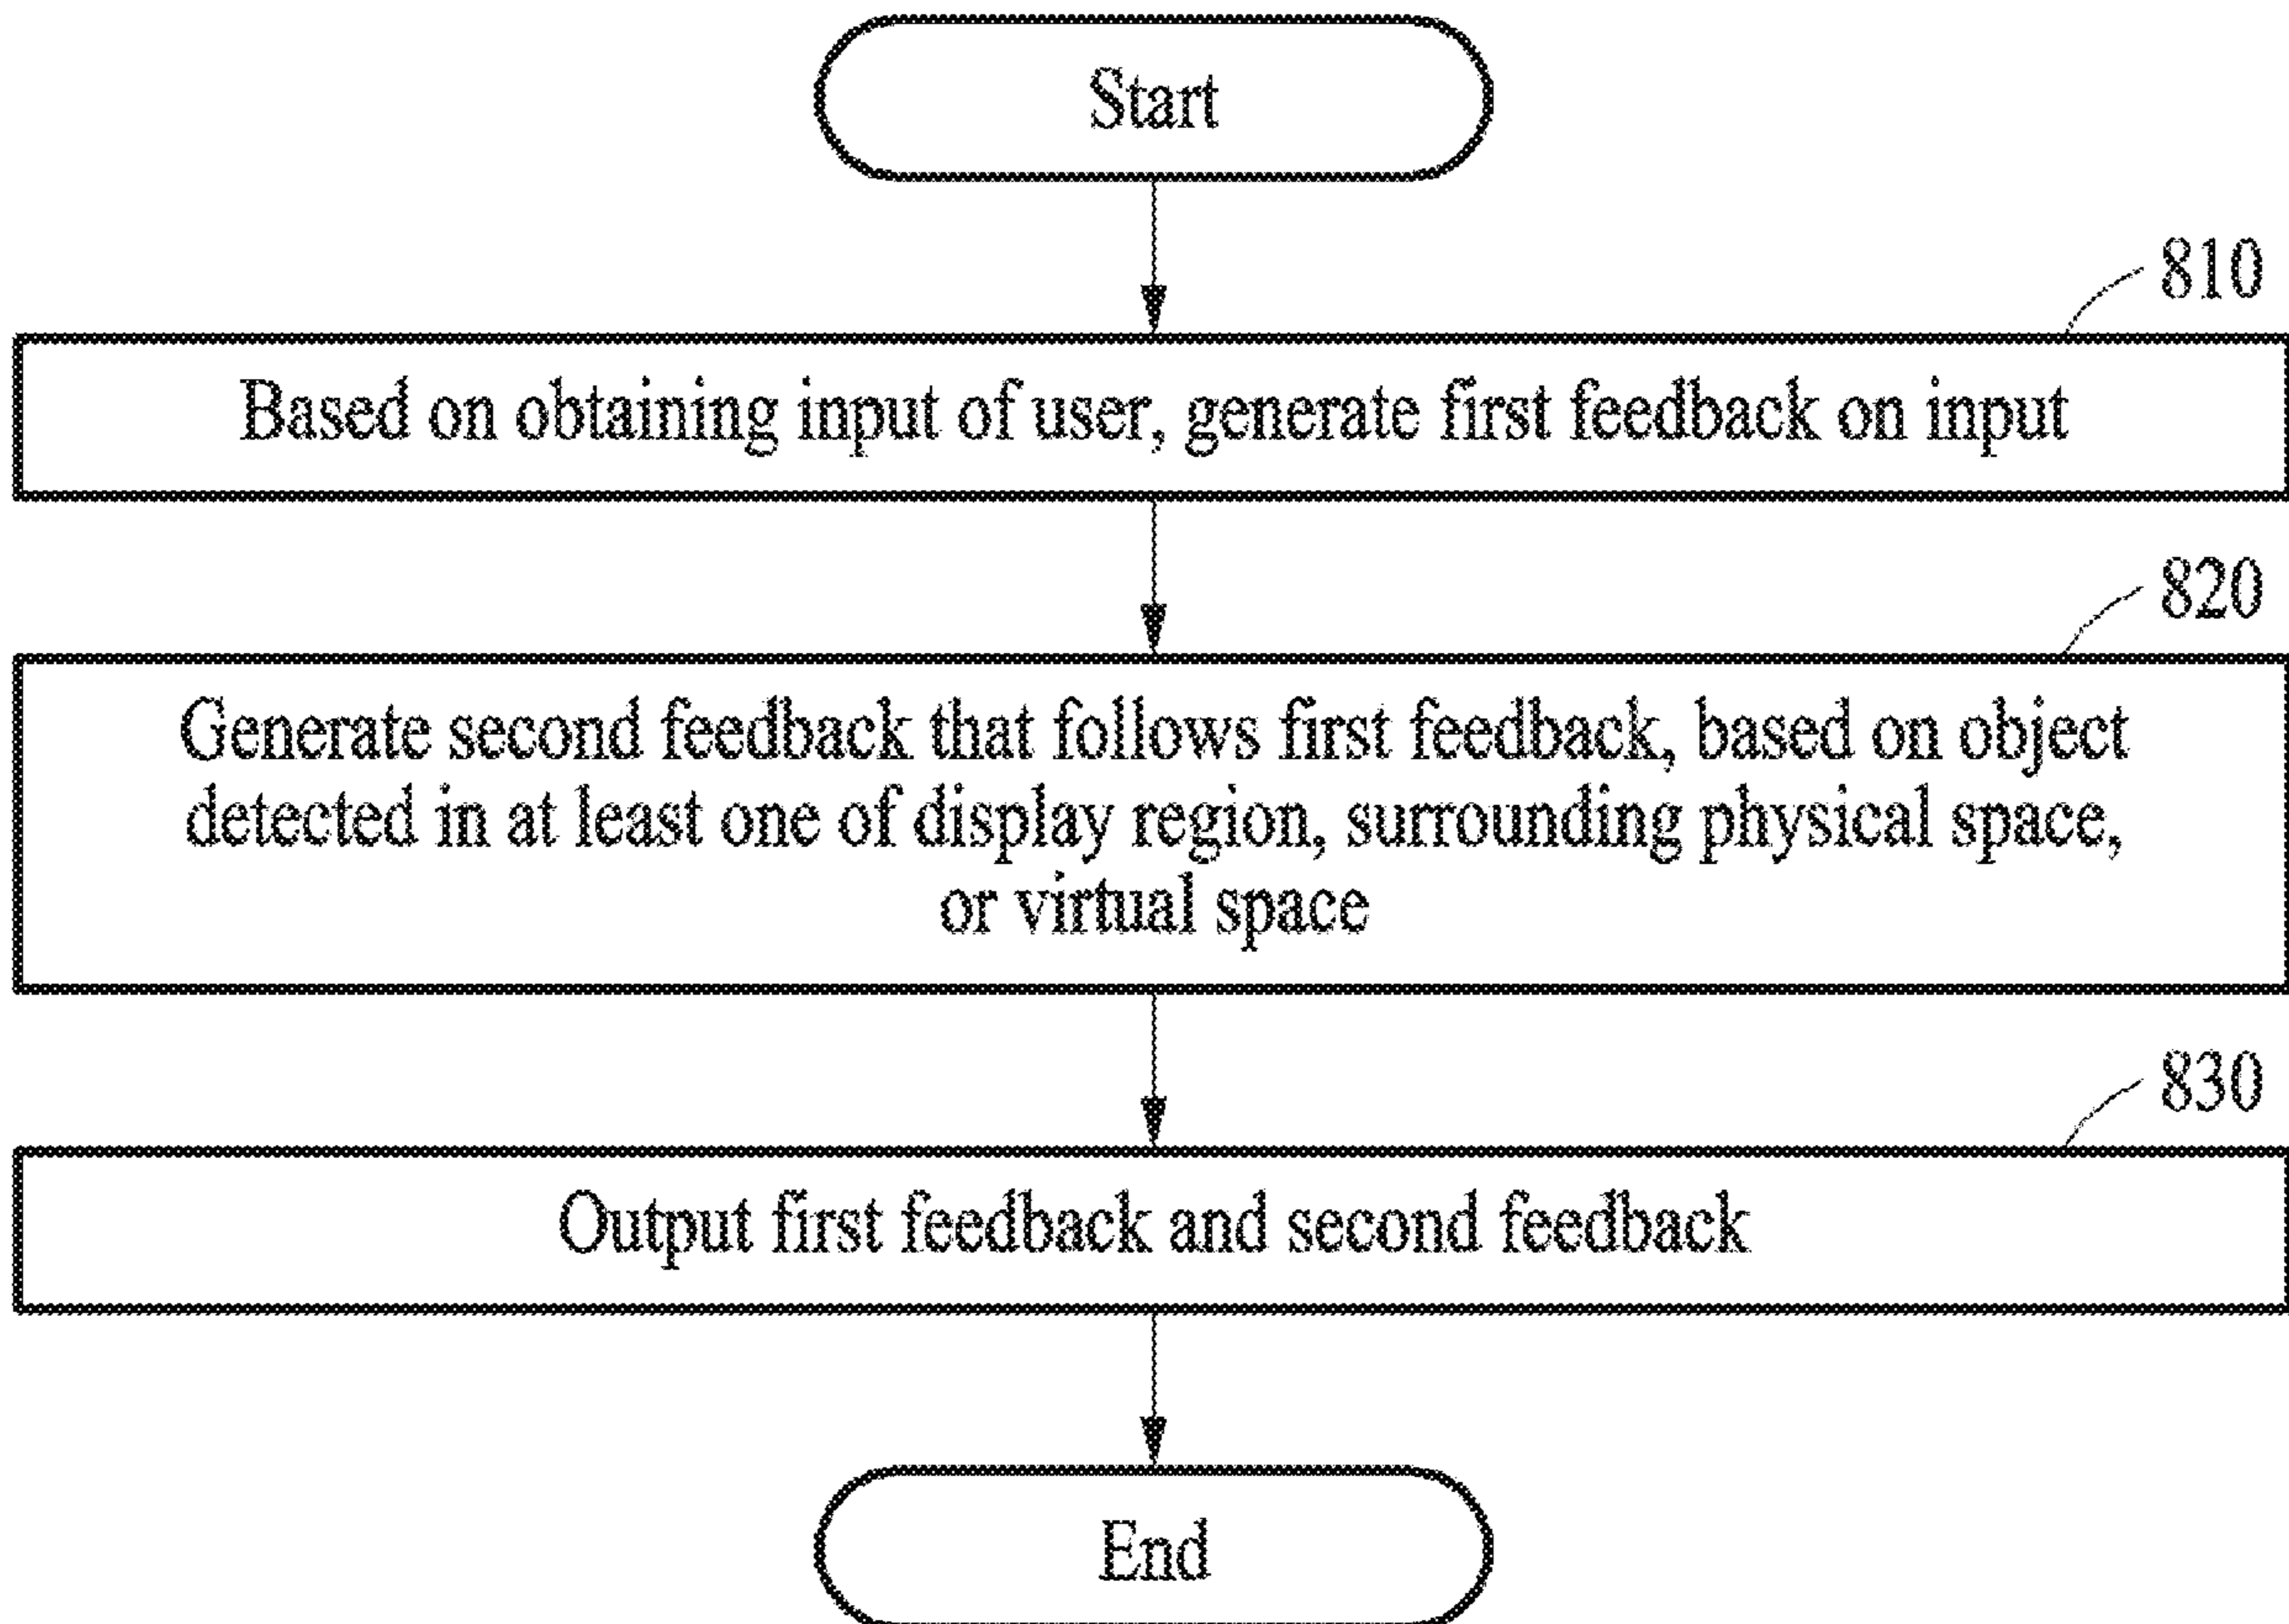 Start
810
Based on obtaining input of user, generate first feedback on input
820
Generate second feedback that follows first feedback, based on object
detected in at least one of display region, surrounding physical space,
or virtual space
830
Output first feedback and second feedback
End